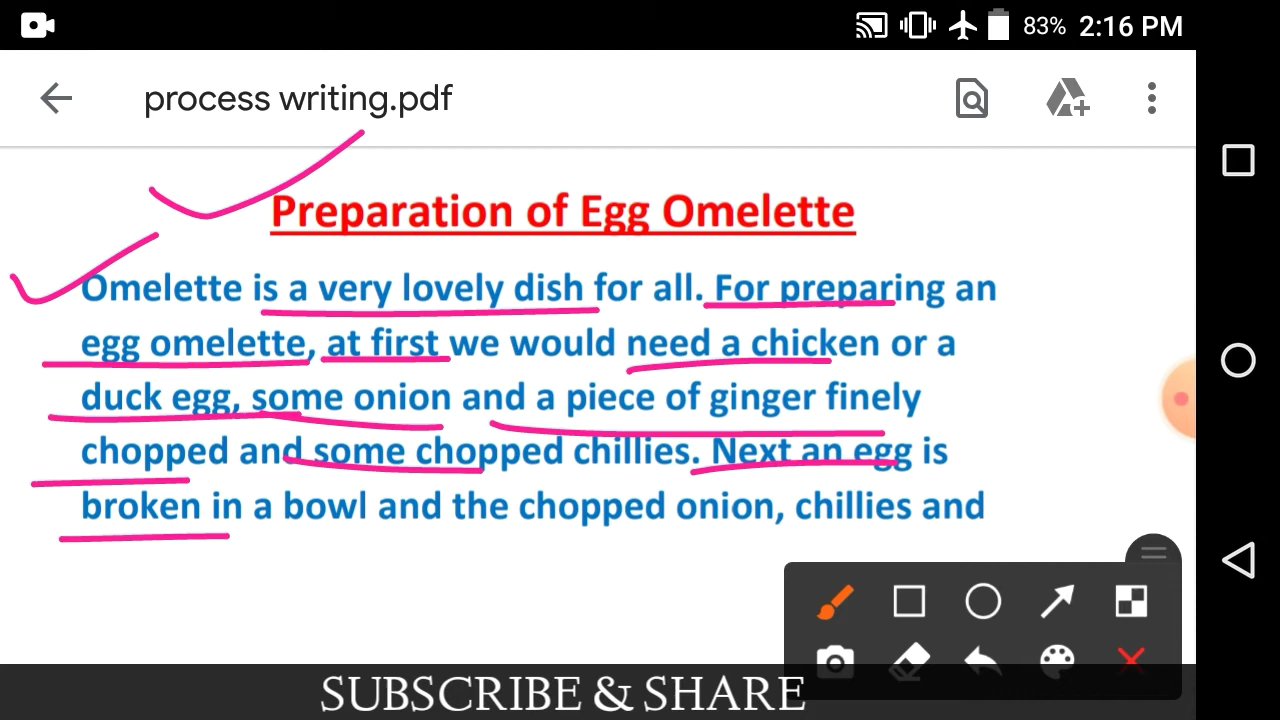 83% 2:16 PM
process writing.pdf
Preparation of Egg Omelette
Omelette is a very lovely dish for all. For preparing an
egg omelette, at first we would need a chicken or a
duck egg, some onion and a piece of ginger finely
chopped and some chopped chillies. Next an egg is
broken in a bowl and the chopped onion, chillies and
SUBSCRIBE & SHARE